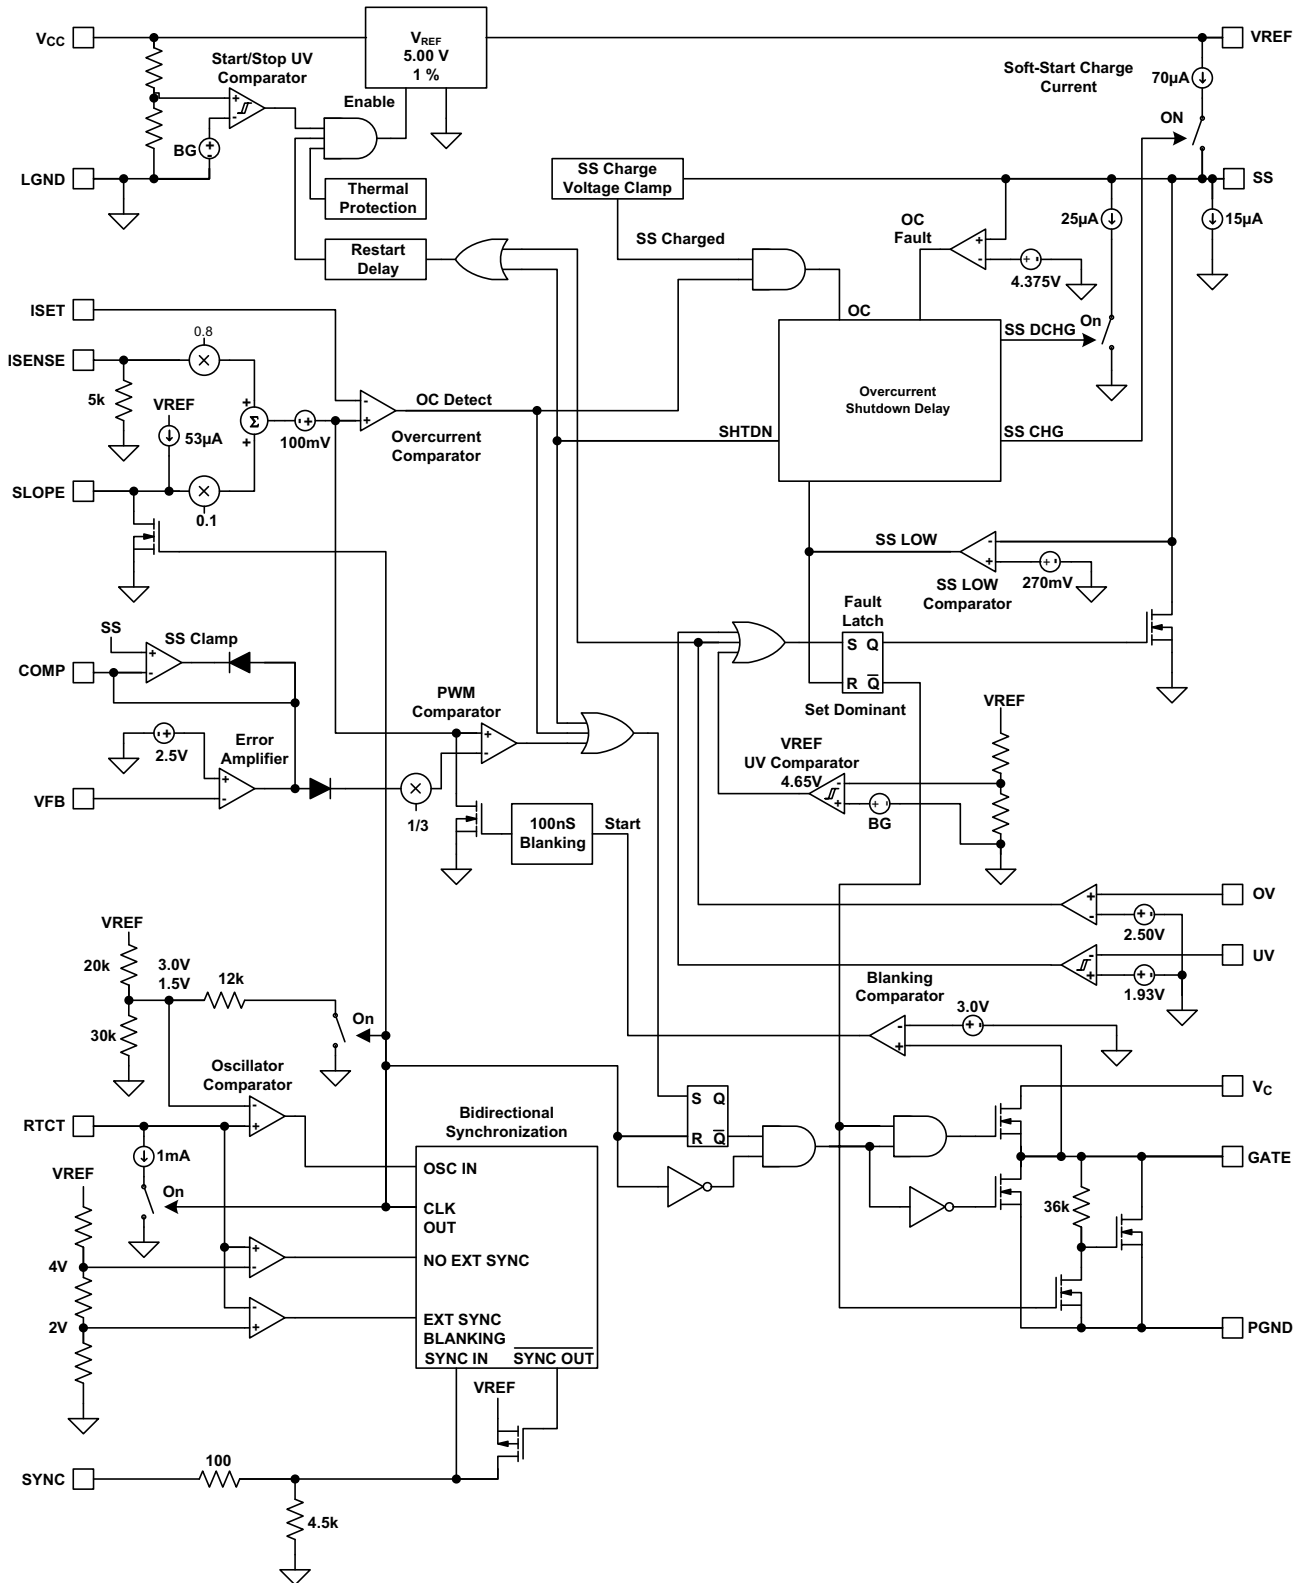 VCC
VREF
5.00 V
1 %
VREF
Start/Stop UV
Comparator
Enable
Soft-Start Charge
Current
70µA
ON
BG
LGND
Thermal
Protection
SS Charge
Voltage Clamp
SS
25µA
15µA
OC
Fault
SS Charged
Restart
Delay
4.375V
ISET
OC
On
SS DCHG
0.8
ISENSE
5k
VREF
53µA
Σ
100mV
OC Detect
Overcurrent
Comparator
Overcurrent
Shutdown Delay
SHTDN
SS CHG
SLOPE
0.1
SS LOW
SS LOW
Comparator
270mV
Fault
Latch
S Q
R Q
Set Dominant
SS
SS Clamp
COMP
PWM
Comparator
VREF
2.5V
Error
Amplifier
VREF
UV Comparator
4.65V
BG
VFB
1/3
100nS
Blanking
Start
OV
2.50V
UV
1.93V
VREF
20k
3.0V
1.5V
12k
30k
On
Blanking
Comparator
3.0V
Oscillator
Comparator
S Q
R Q
VC
RTCT
Bidirectional
Synchronization
1mA
VREF
On
OSC IN
CLK
OUT
GATE
36k
4V
NO EXT SYNC
2V
EXT SYNC
BLANKING
SYNC IN
SYNC OUT
PGND
VREF
SYNC
100
4.5k